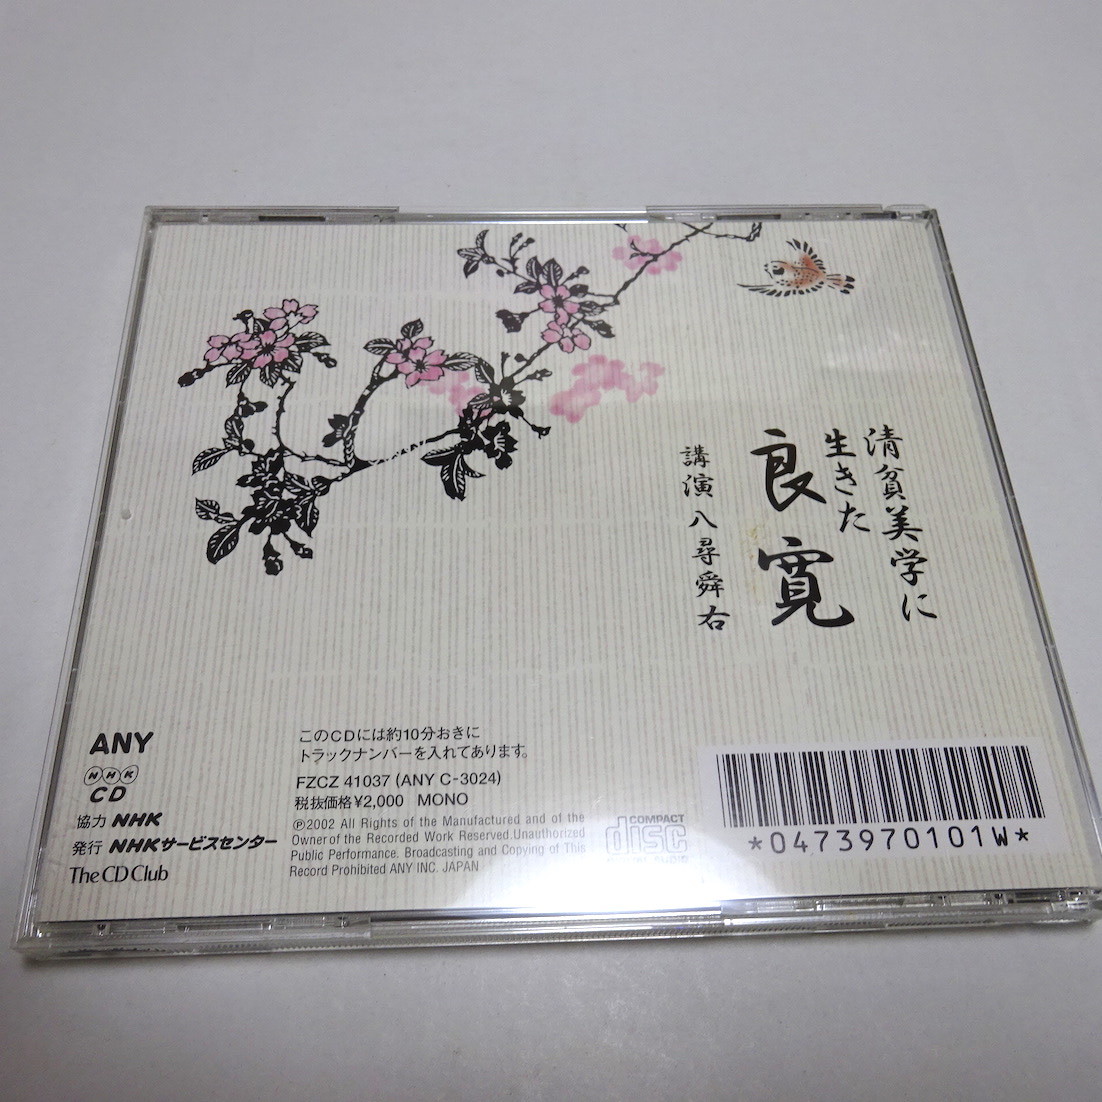 清貧美学に
生きた
良寛
講演 八尋舜右
ANY
NHK
CD
協力 NHK
発行 NHKサービスセンター
The CD Club
このCDには約10分おきに
トラックナンバーを入れてあります。
FZCZ 41037 (ANY C-3024)
税抜価格¥2,000 MONO
℗2002 All Rights of the Manufactured and of the
Owner of the Recorded Work Reserved.Unauthorized
Public Performance. Broadcasting and Copying of This
Record Prohibited ANY INC. JAPAN
COMPACT
disc
DIGITAL AUDIO
*0473970101W*